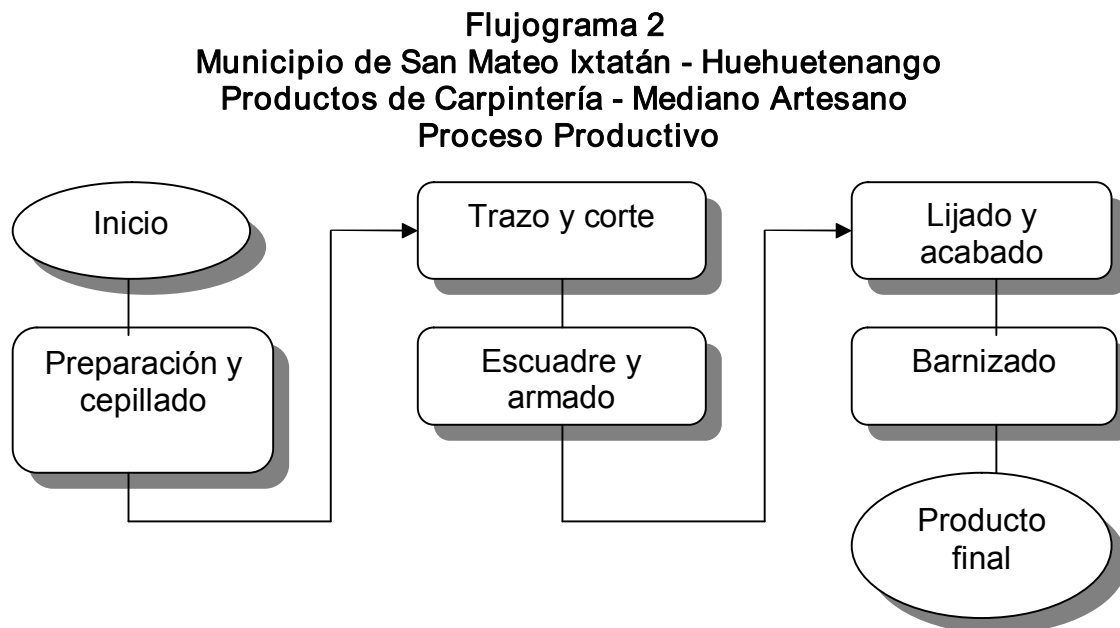 Flujograma 2
Municipio de San Mateo Ixtatán - Huehuetenango
Productos de Carpintería - Mediano Artesano
Proceso Productivo
Inicio
Preparación y
cepillado
Trazo y corte
Escuadre y
armado
Lijado y
acabado
Barnizado
Producto
final